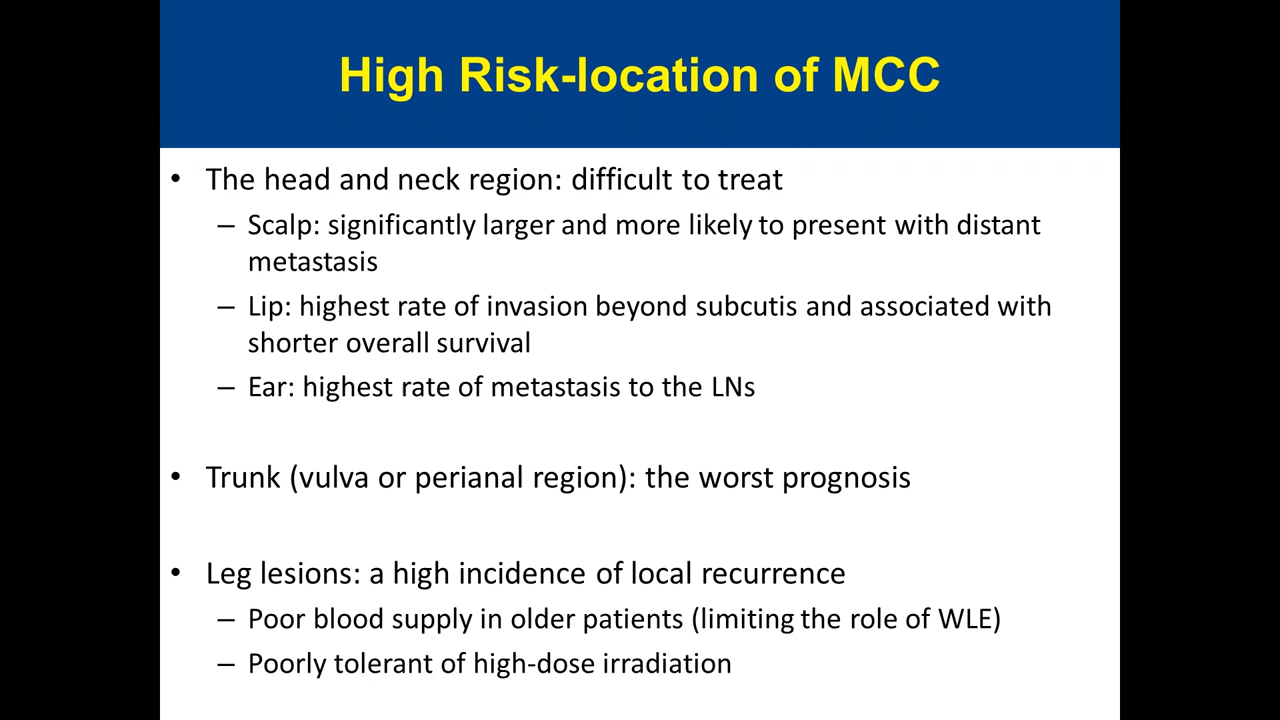 High Risk-location of MCC
• The head and neck region: difficult to treat
– Scalp: significantly larger and more likely to present with distant
metastasis
– Lip: highest rate of invasion beyond subcutis and associated with
shorter overall survival
– Ear: highest rate of metastasis to the LNs
• Trunk (vulva or perianal region): the worst prognosis
• Leg lesions: a high incidence of local recurrence
– Poor blood supply in older patients (limiting the role of WLE)
– Poorly tolerant of high-dose irradiation